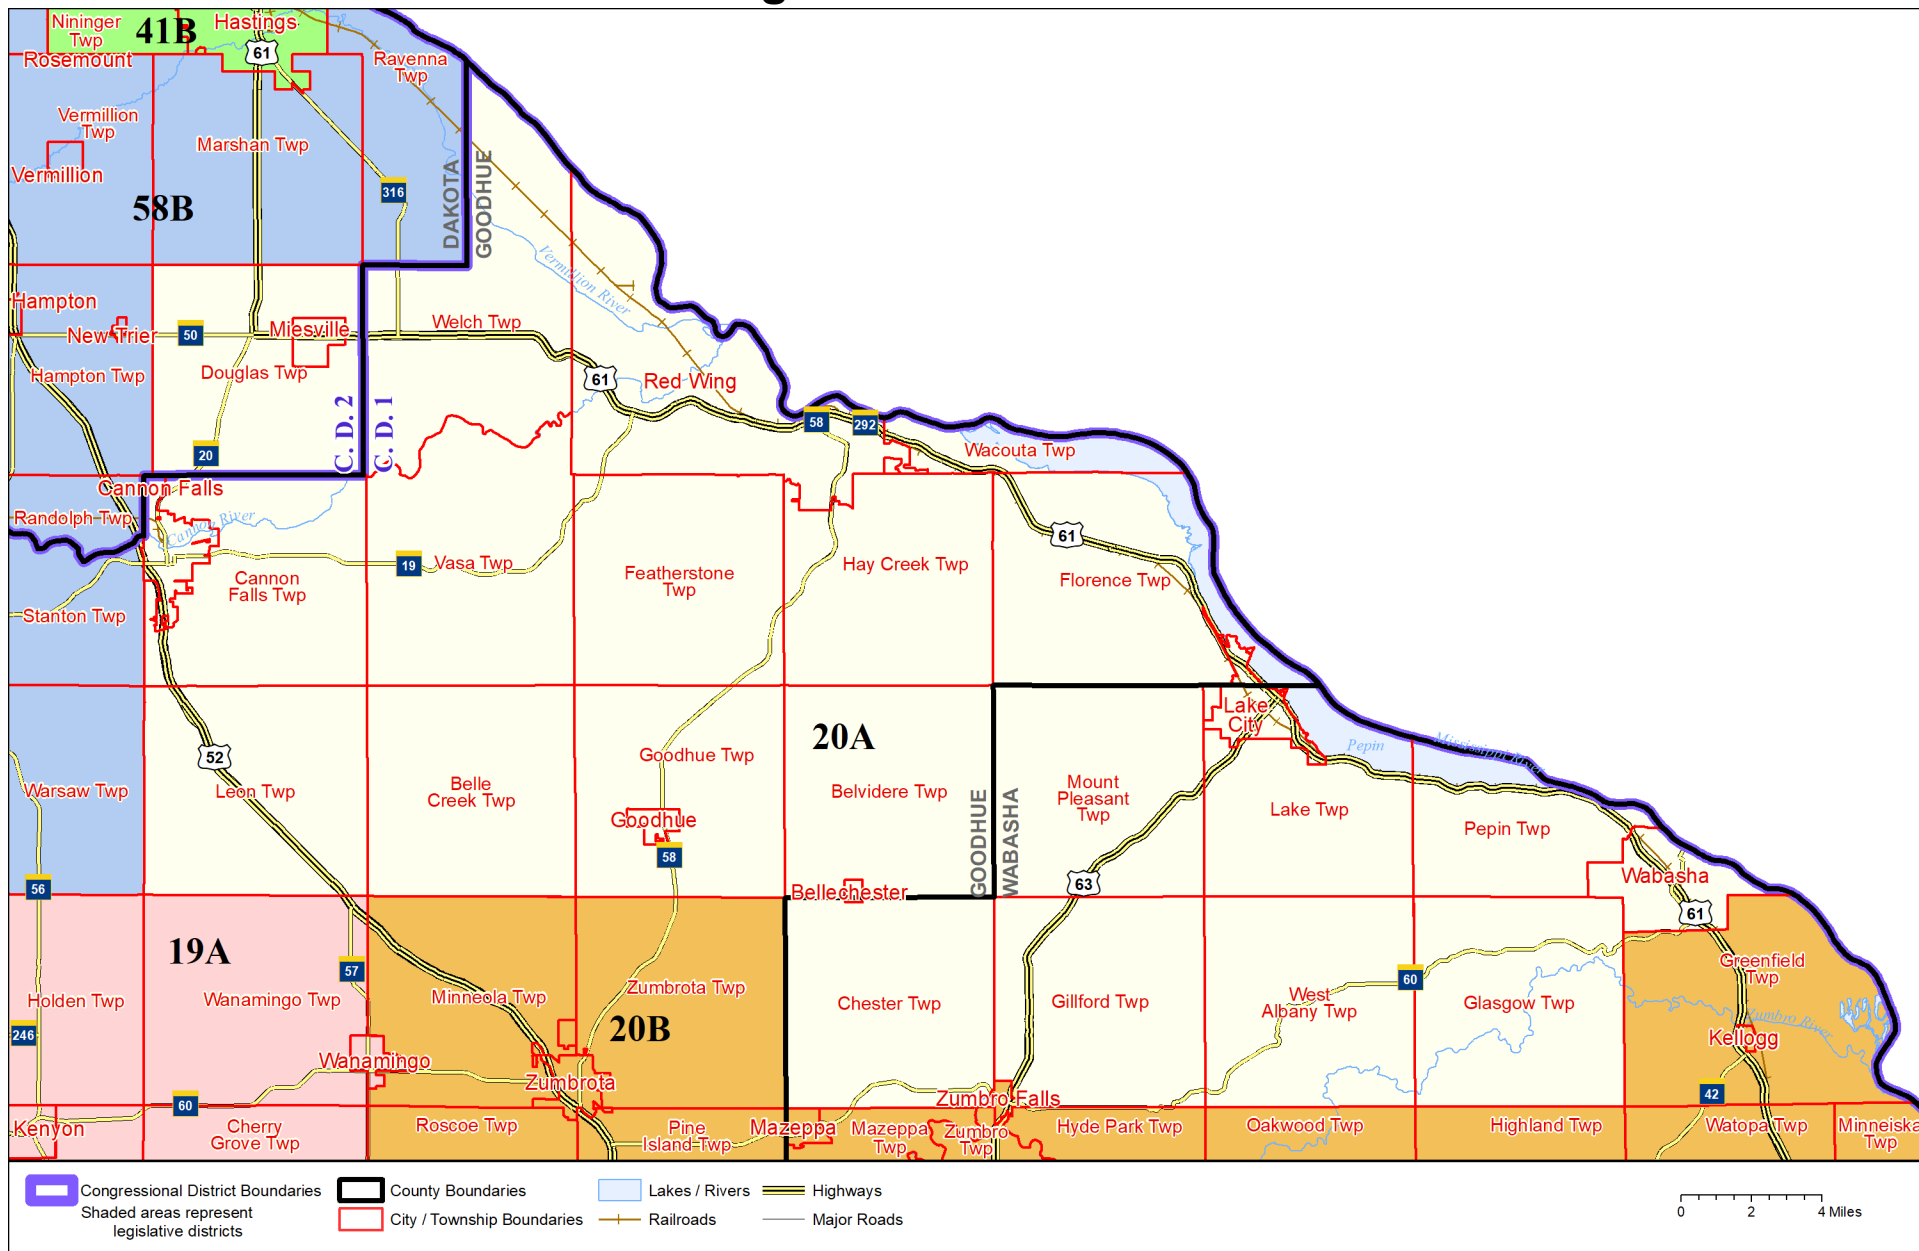 Nininger
Twp
41B
Hastings
61
Rosemount
Ravenna
Twp
Vermillion
Twp
Marshan Twp
Vermillion
316
58B
DAKOTA
GOODHUE
Vermillion River
Hampton
New Trier
50
Miesville
Welch Twp
Hampton Twp
Douglas Twp
61
Red Wing
C. D. 2
C. D. 1
58
292
20
Wacouta Twp
Cannon Falls
Randolph Twp
Cannon River
61
19
Vasa Twp
Hay Creek Twp
Cannon
Falls Twp
Featherstone
Twp
Florence Twp
Stanton Twp
Lake
City
20A
52
Goodhue Twp
Pepin
Mississippi River
Warsaw Twp
Leon Twp
Belle
Creek Twp
Belvidere Twp
GOODHUE
WABASHA
Mount
Pleasant
Twp
Lake Twp
Pepin Twp
Goodhue
58
56
Bellechester
63
Wabasha
61
19A
57
Holden Twp
Wanamingo Twp
Minneola Twp
Zumbrota Twp
Chester Twp
Gillford Twp
West
Albany Twp
60
Glasgow Twp
Greenfield
Twp
246
20B
Zumbro River
Kellogg
Wanamingo
Zumbrota
Zumbro Falls
42
60
Kenyon
Cherry
Grove Twp
Roscoe Twp
Pine
Island Twp
Mazeppa
Mazeppa
Twp
Zumbro
Twp
Hyde Park Twp
Oakwood Twp
Highland Twp
Watopa Twp
Minneiska
Twp
Congressional District Boundaries
Shaded areas represent
legislative districts
County Boundaries
City / Township Boundaries
Lakes / Rivers
Railroads
Highways
Major Roads
0 2 4 Miles